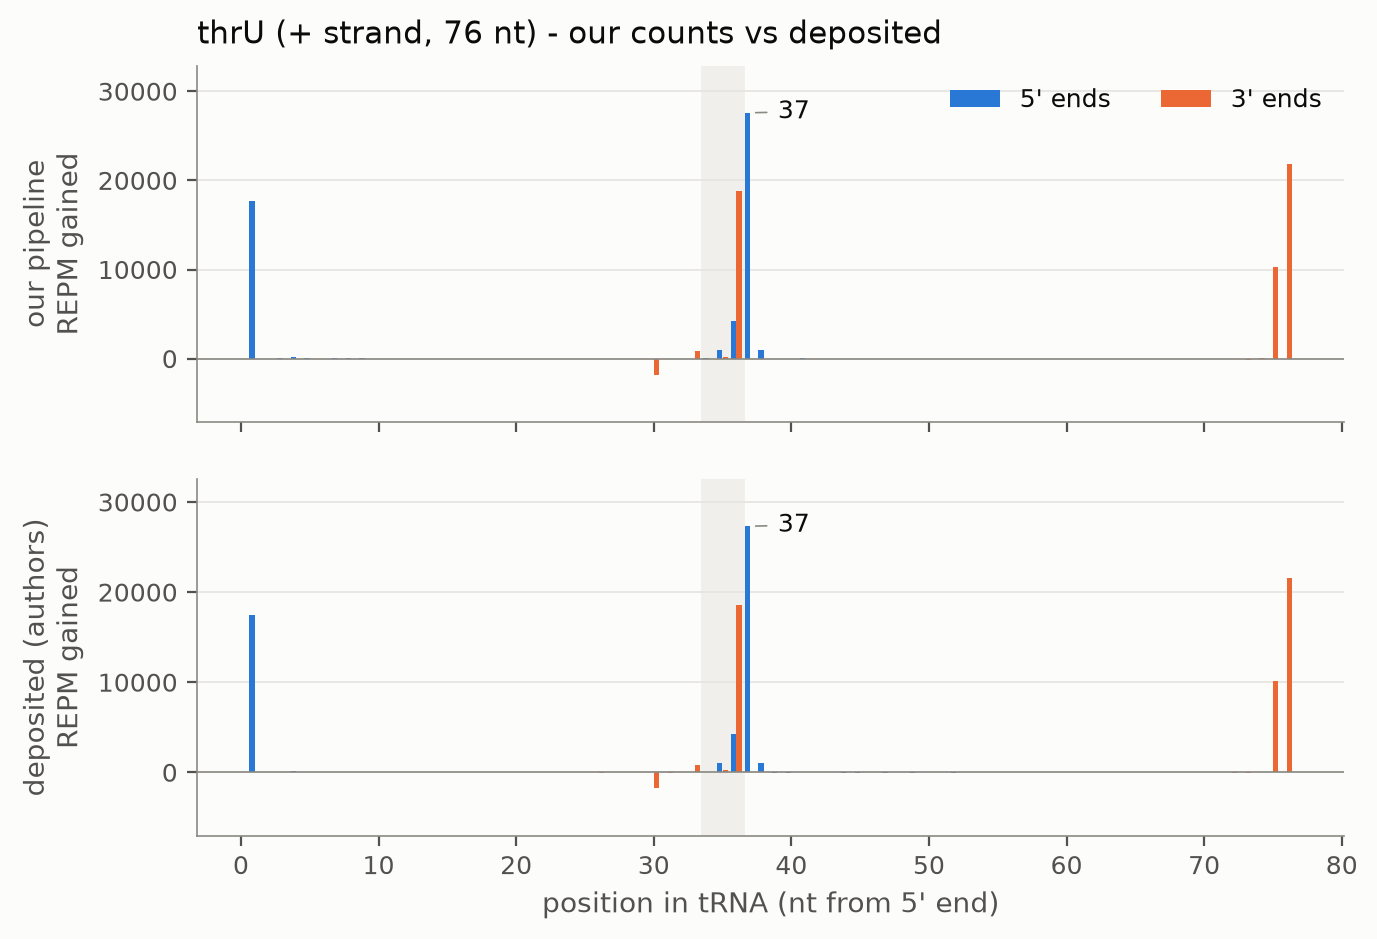 thrU (+ strand, 76 nt) - our counts vs deposited
our pipeline
REPM gained
30000
20000
10000
0
5' ends
3' ends
37
deposited (authors)
REPM gained
30000
20000
10000
0
37
0 10 20 30 40 50 60 70 80
position in tRNA (nt from 5' end)